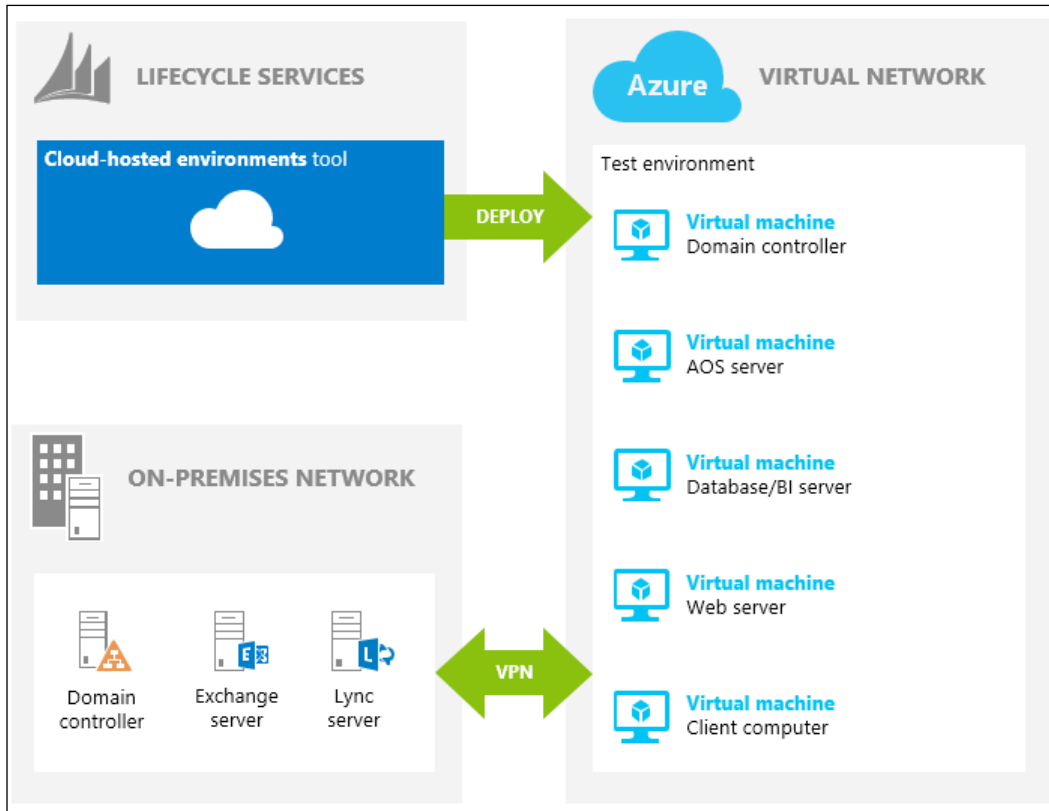 LIFECYCLE SERVICES
Cloud-hosted environments tool
DEPLOY
Azure
VIRTUAL NETWORK
Test environment
Virtual machine
Domain controller
Virtual machine
AOS server
Virtual machine
Database/BI server
Virtual machine
Web server
Virtual machine
Client computer
ON-PREMISES NETWORK
E
L
Domain
controller
Exchange
server
Lync
server
VPN